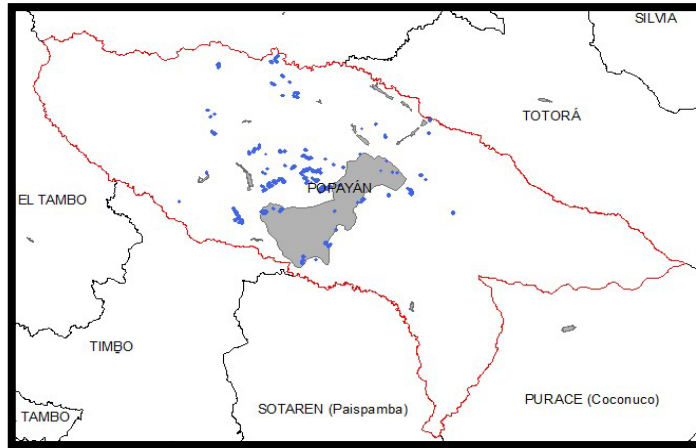 SILVIA
TOTORÁ
POPAYÁN
EL TAMBO
TIMBO
TAMBO
SOTAREN (Paispamba)
PURACE (Coconuco)